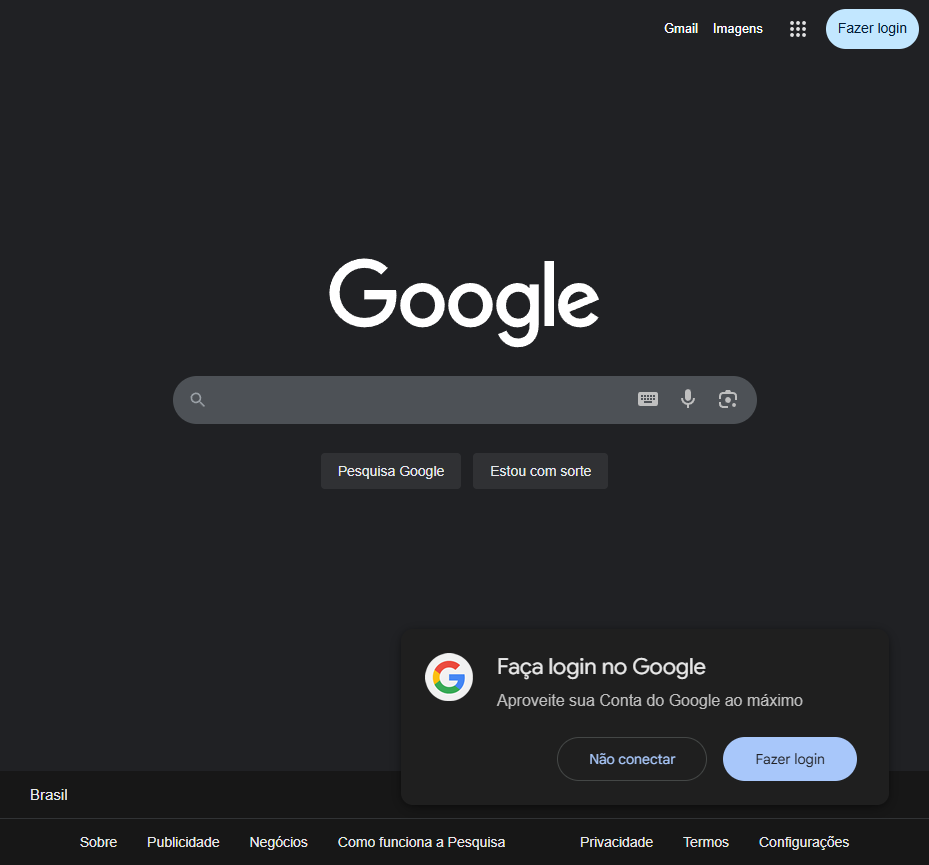 Gmail Imagens Fazer login
Google
Pesquisa Google Estou com sorte
Faça login no Google
Aproveite sua Conta do Google ao máximo
Não conectar Fazer login
Brasil
Sobre Publicidade Negócios Como funciona a Pesquisa Privacidade Termos Configurações